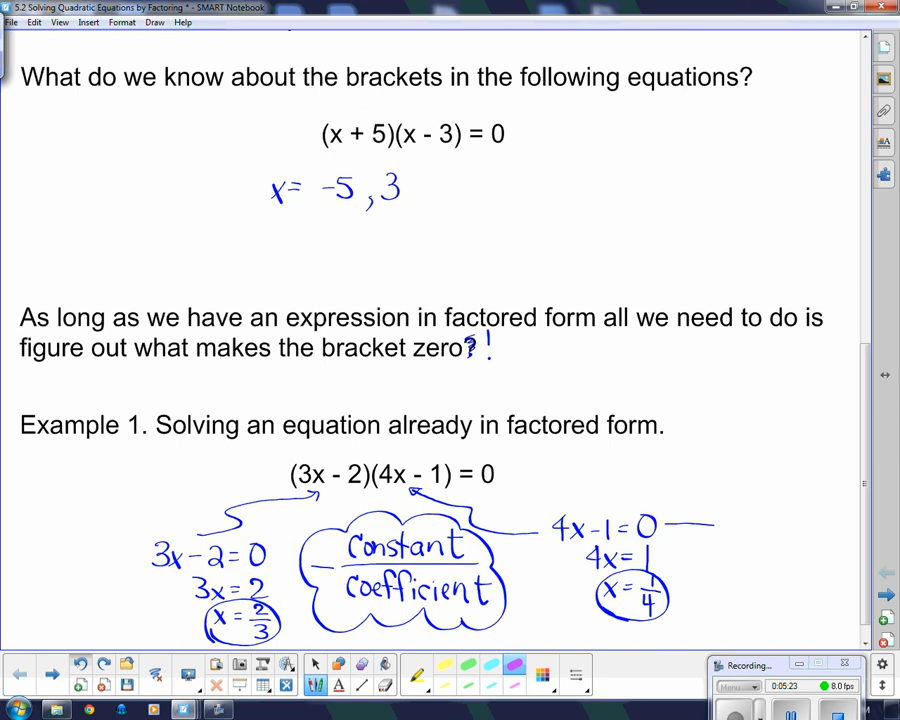 5.2 Solving Quadratic Equations by Factoring * - SMART Notebook
File Edit View Insert Format Draw Help
What do we know about the brackets in the following equations?
(x + 5)(x - 3) = 0
x = -5 , 3
As long as we have an expression in factored form all we need to do is
figure out what makes the bracket zero? !
Example 1. Solving an equation already in factored form.
(3x - 2)(4x - 1) = 0
3x - 2 = 0
3x = 2
x = 2/3
- constant
coefficient
4x - 1 = 0
4x = 1
x = 1/4
Recording...
Menu
0:05:23
8.0 fps